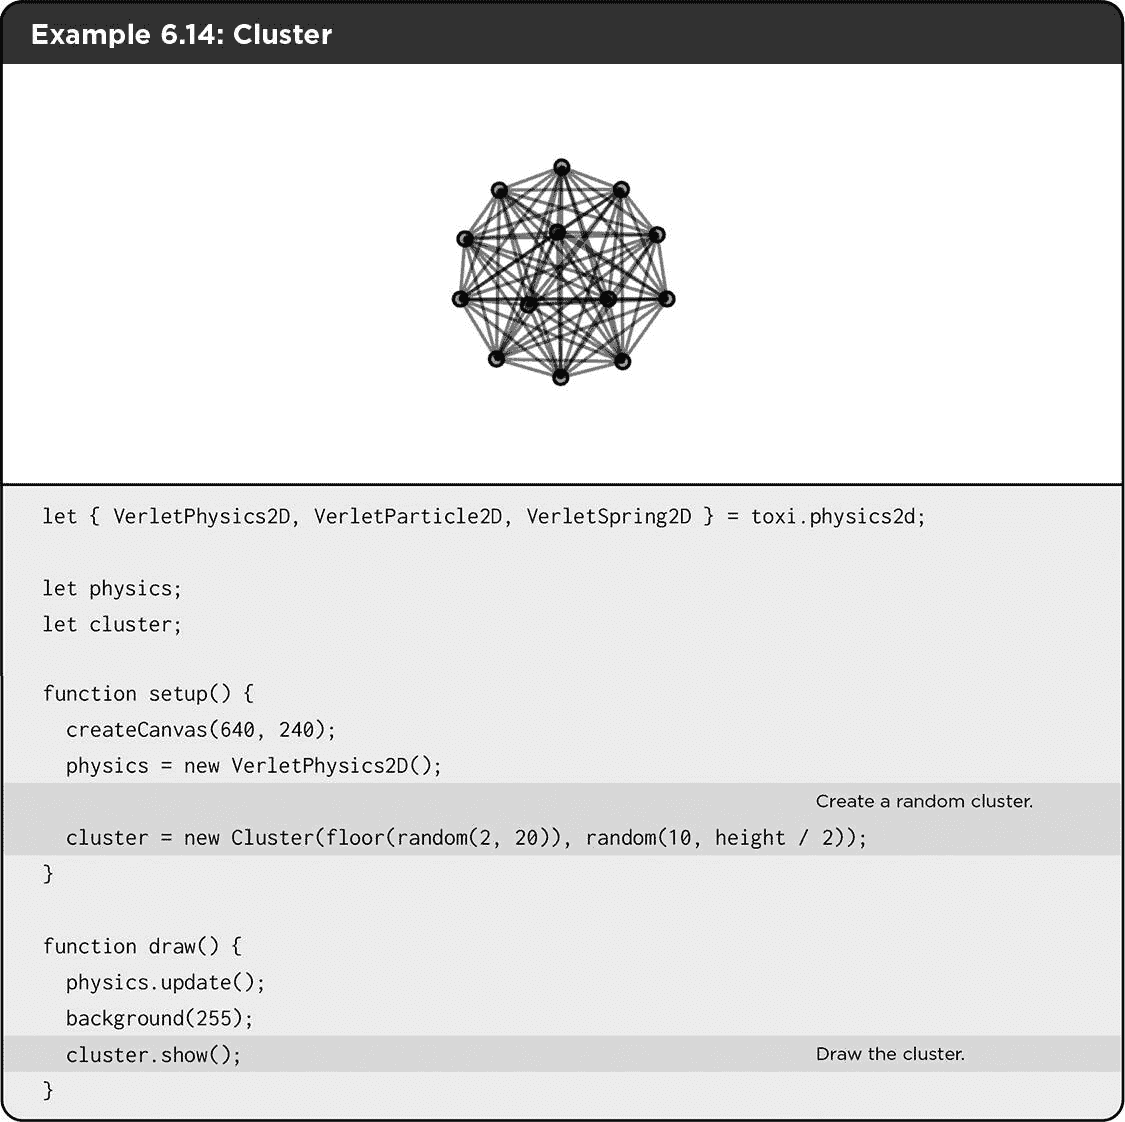 Example 6.14: Cluster
let { VerletPhysics2D, VerletParticle2D, VerletSpring2D } = toxi.physics2d;
let physics;
let cluster;
function setup() {
createCanvas(640, 240);
physics = new VerletPhysics2D();
Create a random cluster.
cluster = new Cluster(floor(random(2, 20)), random(10, height / 2));
}
function draw() {
physics.update();
background(255);
cluster.show(); Draw the cluster.
}